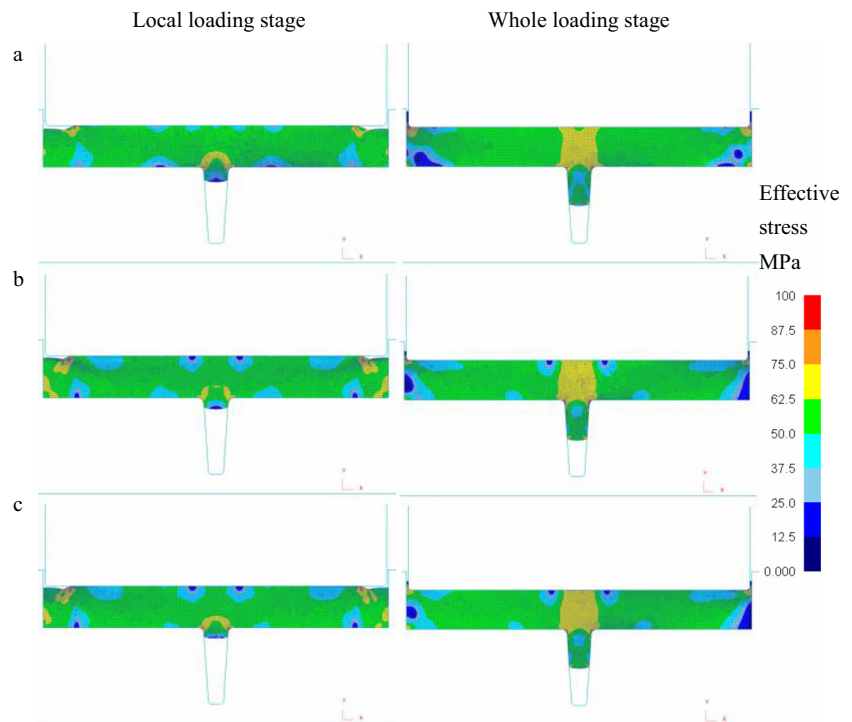 Local loading stage
Whole loading stage
a
Y
X
Y
X
Effective
stress
MPa
b
100
87.5
75.0
62.5
50.0
37.5
25.0
12.5
0.000
Y
X
Y
X
c
Y
X
Y
X